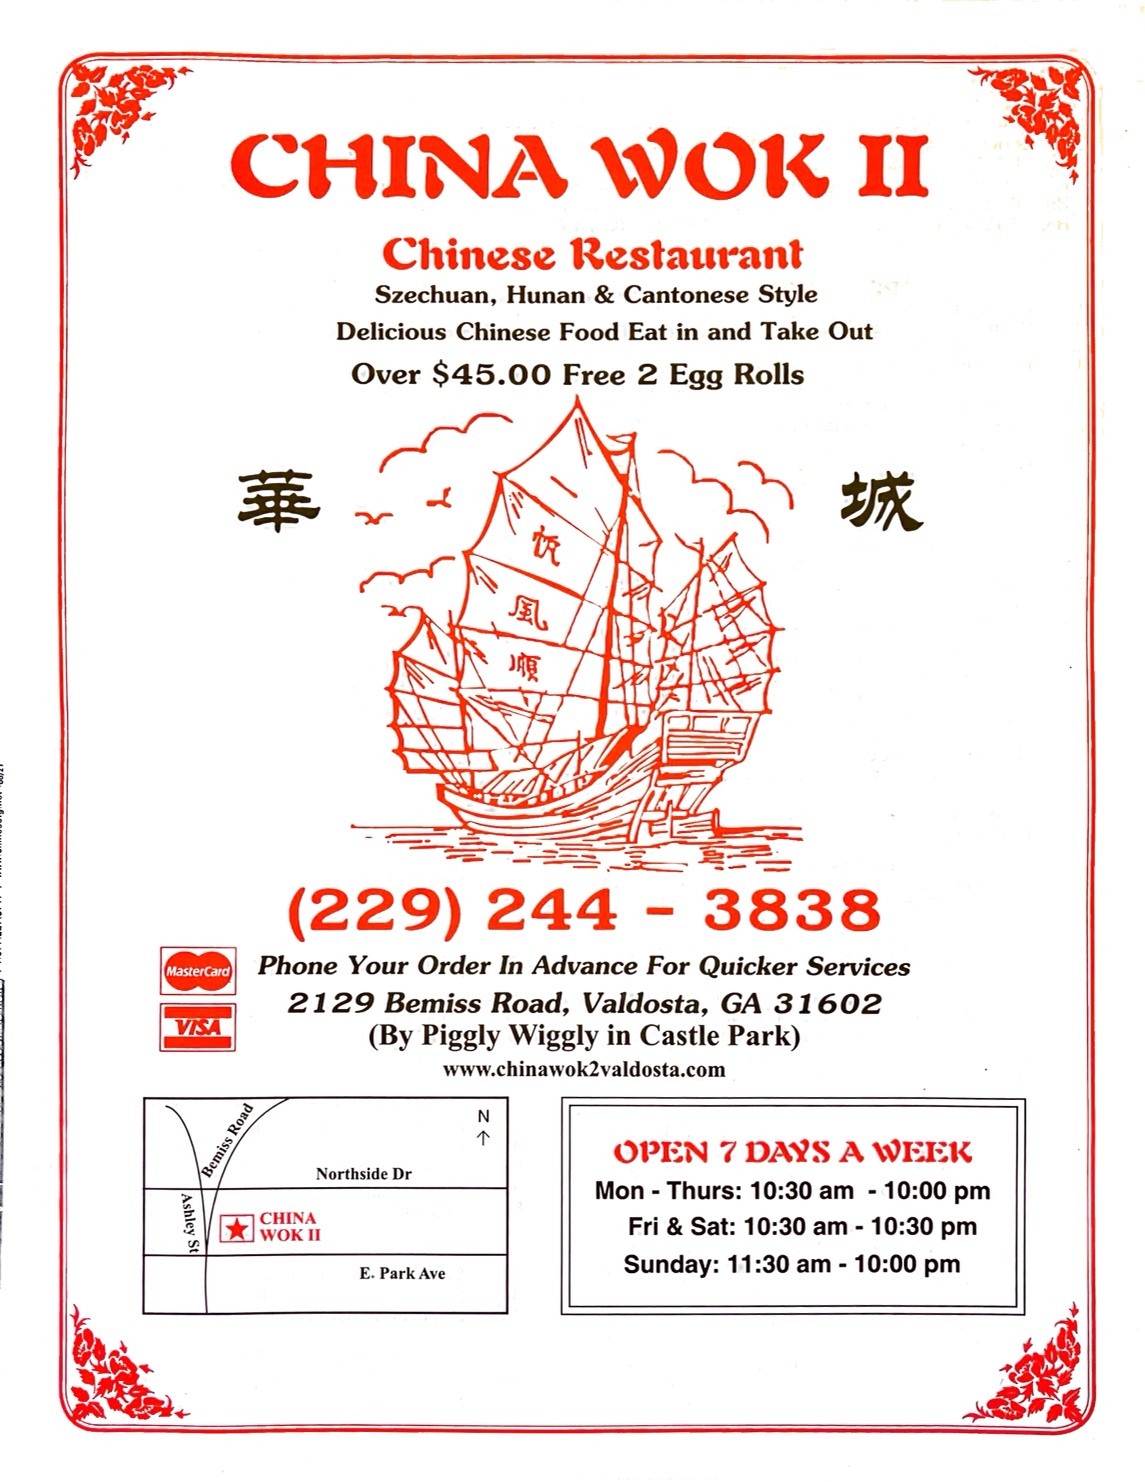 CHINA WOK II
Chinese Restaurant
Szechuan, Hunan & Cantonese Style
Delicious Chinese Food Eat in and Take Out
Over $45.00 Free 2 Egg Rolls
華 城
帆
風
順
(229) 244 - 3838
MasterCard
VISA
Phone Your Order In Advance For Quicker Services
2129 Bemiss Road, Valdosta, GA 31602
(By Piggly Wiggly in Castle Park)
www.chinawok2valdosta.com
Bemiss Road
N
Northside Dr
Ashley St
CHINA
WOK II
E. Park Ave
OPEN 7 DAYS A WEEK
Mon - Thurs: 10:30 am - 10:00 pm
Fri & Sat: 10:30 am - 10:30 pm
Sunday: 11:30 am - 10:00 pm